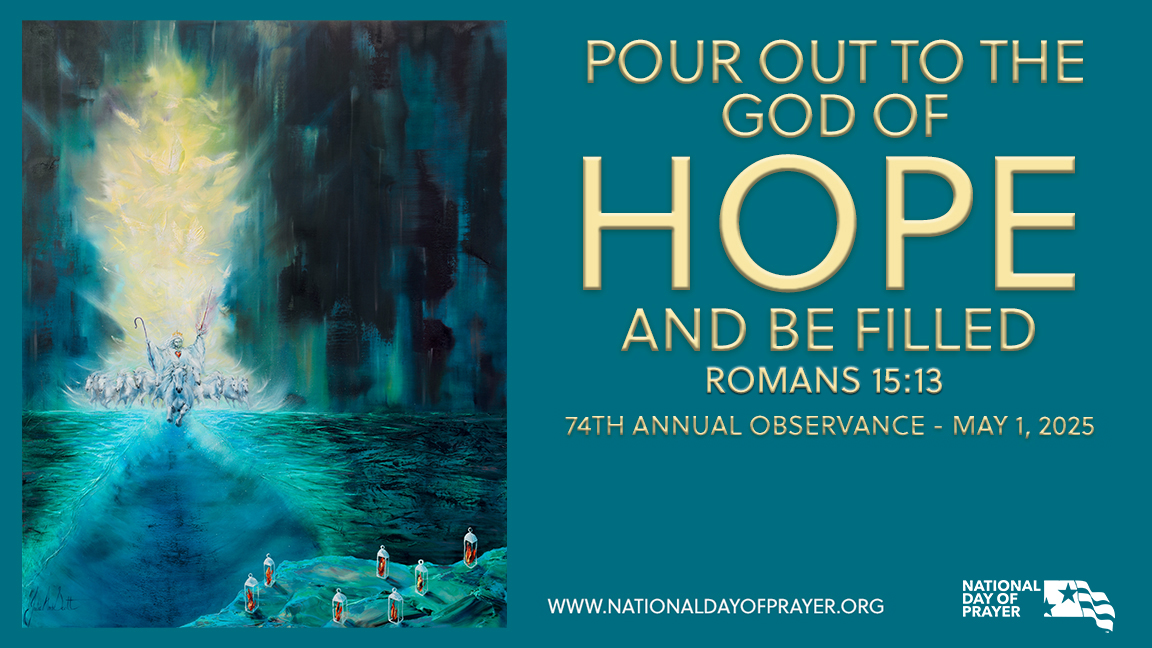 POUR OUT TO THE
GOD OF
HOPE
AND BE FILLED
ROMANS 15:13
74TH ANNUAL OBSERVANCE - MAY 1, 2025
WWW.NATIONALDAYOFPRAYER.ORG
NATIONAL
DAY OF
PRAYER